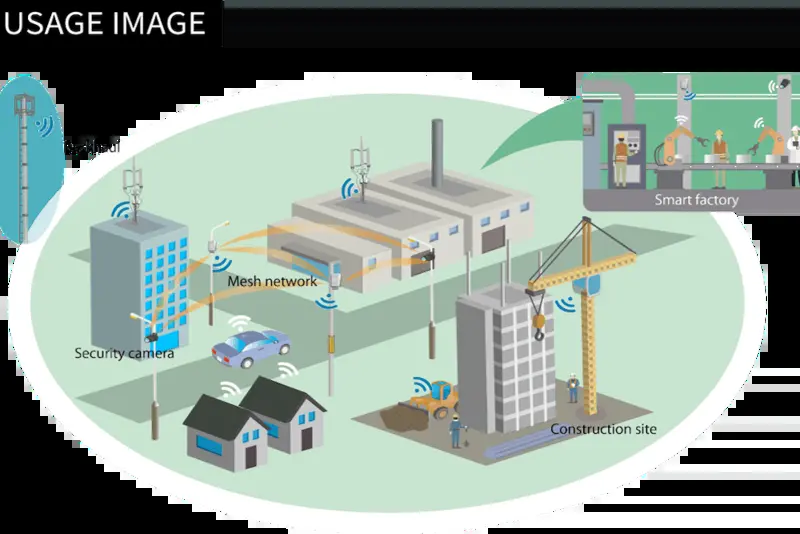 USAGE IMAGE
Smart factory
Mesh network
Security camera
Construction site